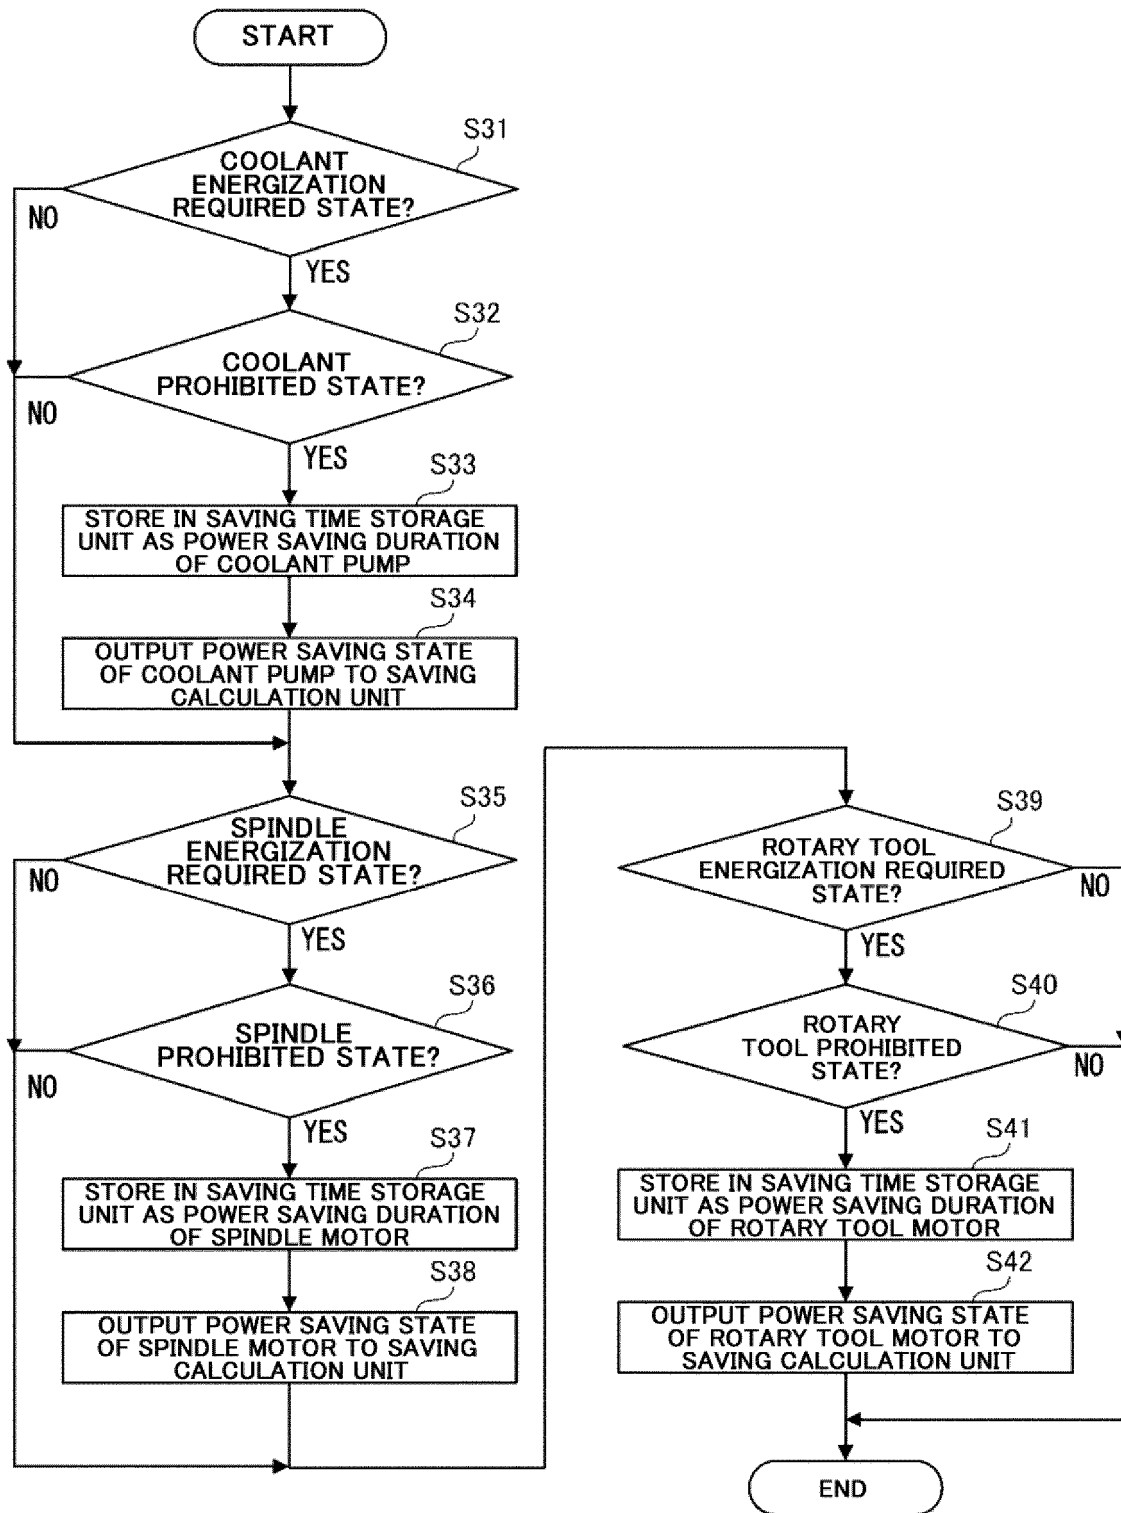 START
S31
COOLANT
ENERGIZATION
REQUIRED STATE?
NO
YES
S32
COOLANT
PROHIBITED STATE?
NO
YES
S33
STORE IN SAVING TIME STORAGE
UNIT AS POWER SAVING DURATION
OF COOLANT PUMP
S34
OUTPUT POWER SAVING STATE
OF COOLANT PUMP TO SAVING
CALCULATION UNIT
S35
SPINDLE
ENERGIZATION
REQUIRED STATE?
NO
YES
S36
SPINDLE
PROHIBITED STATE?
NO
YES
S37
STORE IN SAVING TIME STORAGE
UNIT AS POWER SAVING DURATION
OF SPINDLE MOTOR
S38
OUTPUT POWER SAVING STATE
OF SPINDLE MOTOR TO SAVING
CALCULATION UNIT
S39
ROTARY TOOL
ENERGIZATION REQUIRED
STATE?
NO
YES
S40
ROTARY
TOOL PROHIBITED
STATE?
NO
YES
S41
STORE IN SAVING TIME STORAGE
UNIT AS POWER SAVING DURATION
OF ROTARY TOOL MOTOR
S42
OUTPUT POWER SAVING STATE
OF ROTARY TOOL MOTOR TO
SAVING CALCULATION UNIT
END